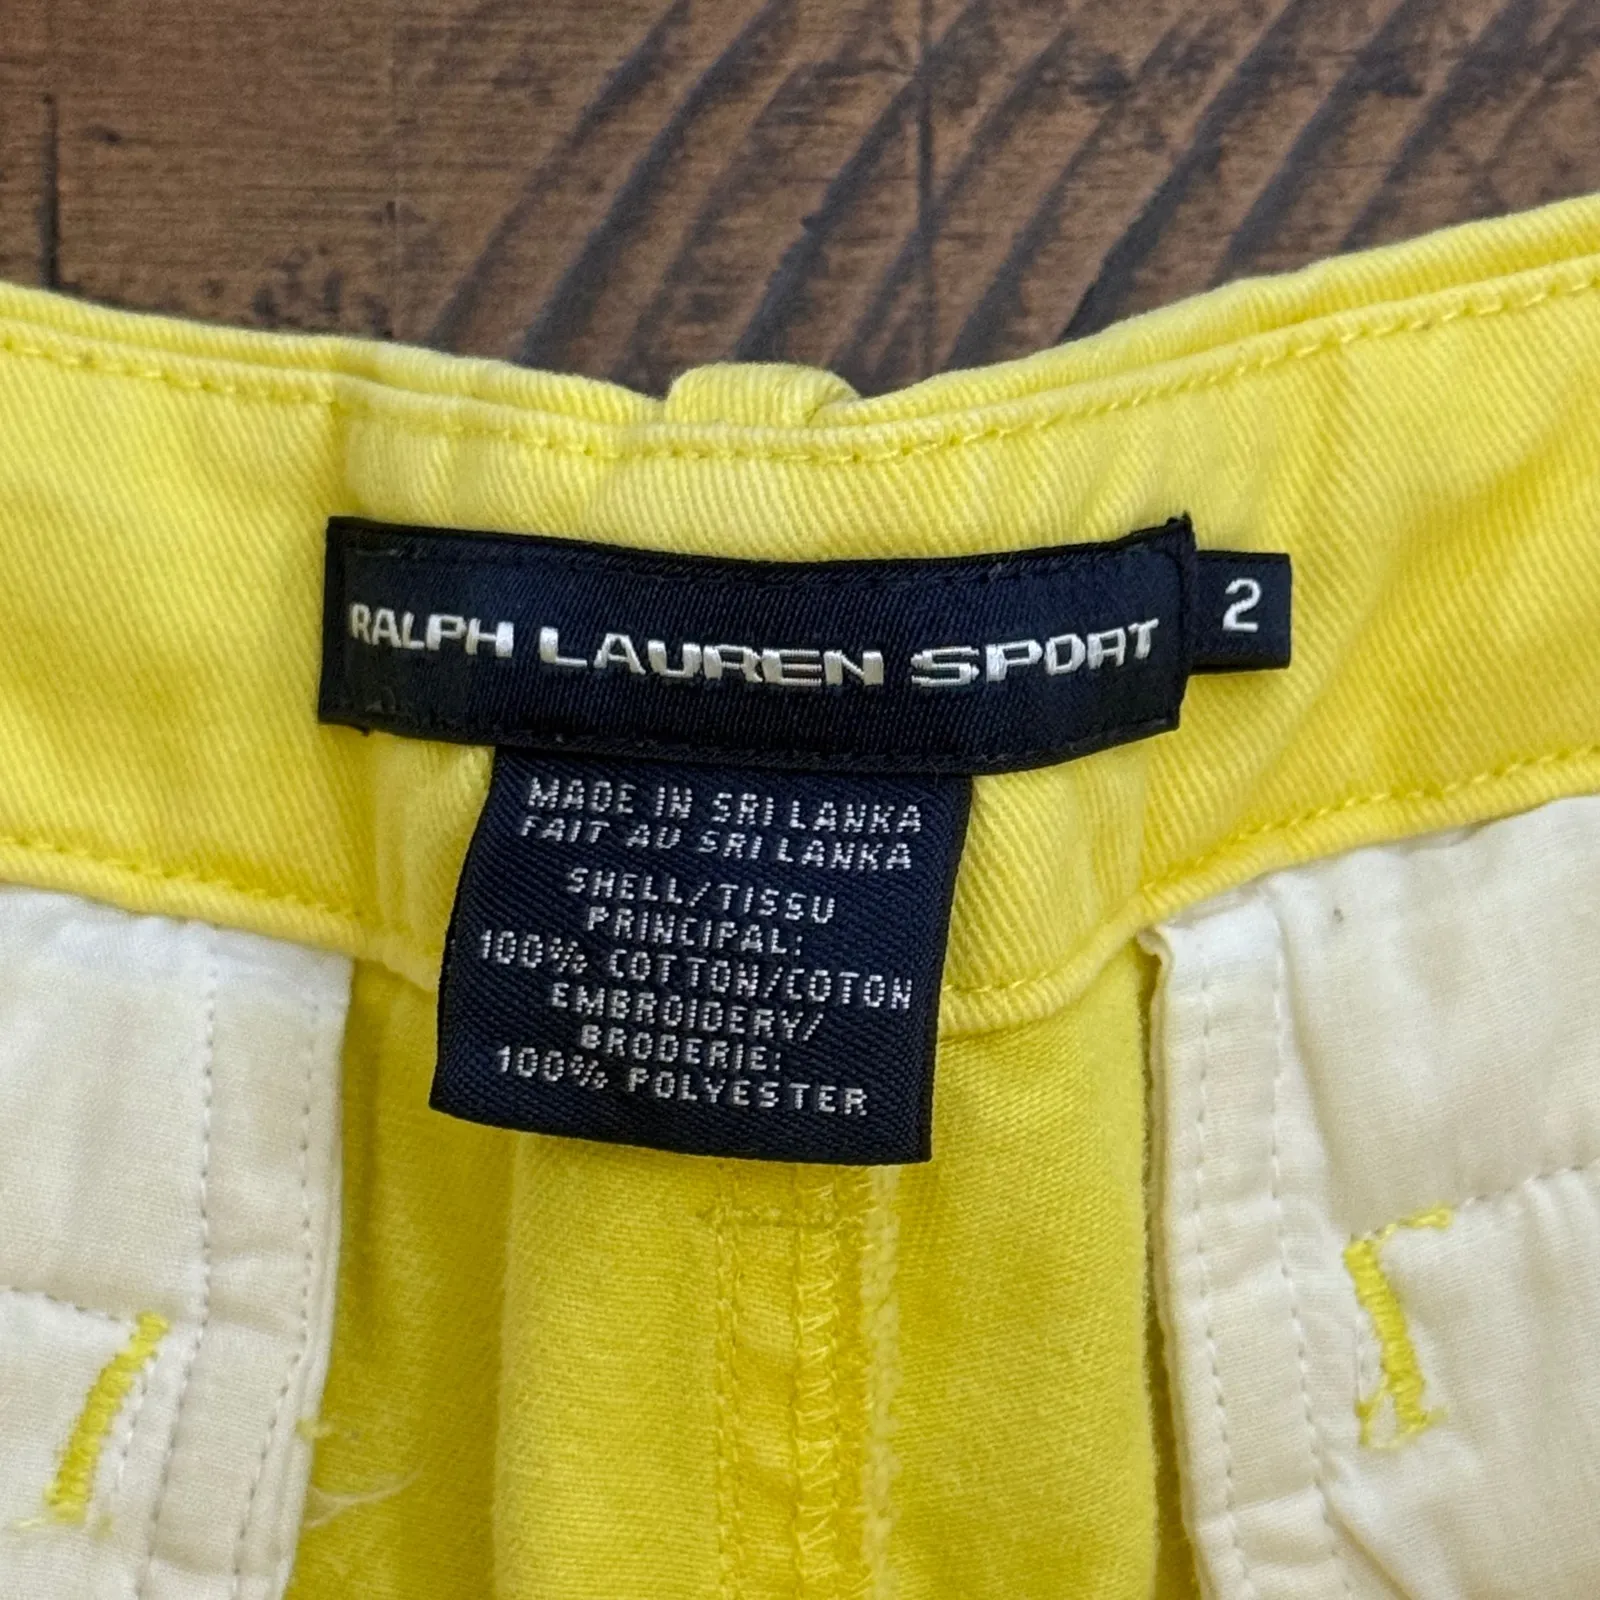 RALPH LAUREN SPORT 2
MADE IN SRI LANKA
FAIT AU SRI LANKA
SHELL/TISSU
PRINCIPAL:
100% COTTON/COTON
EMBROIDERY/
BRODERIE:
100% POLYESTER